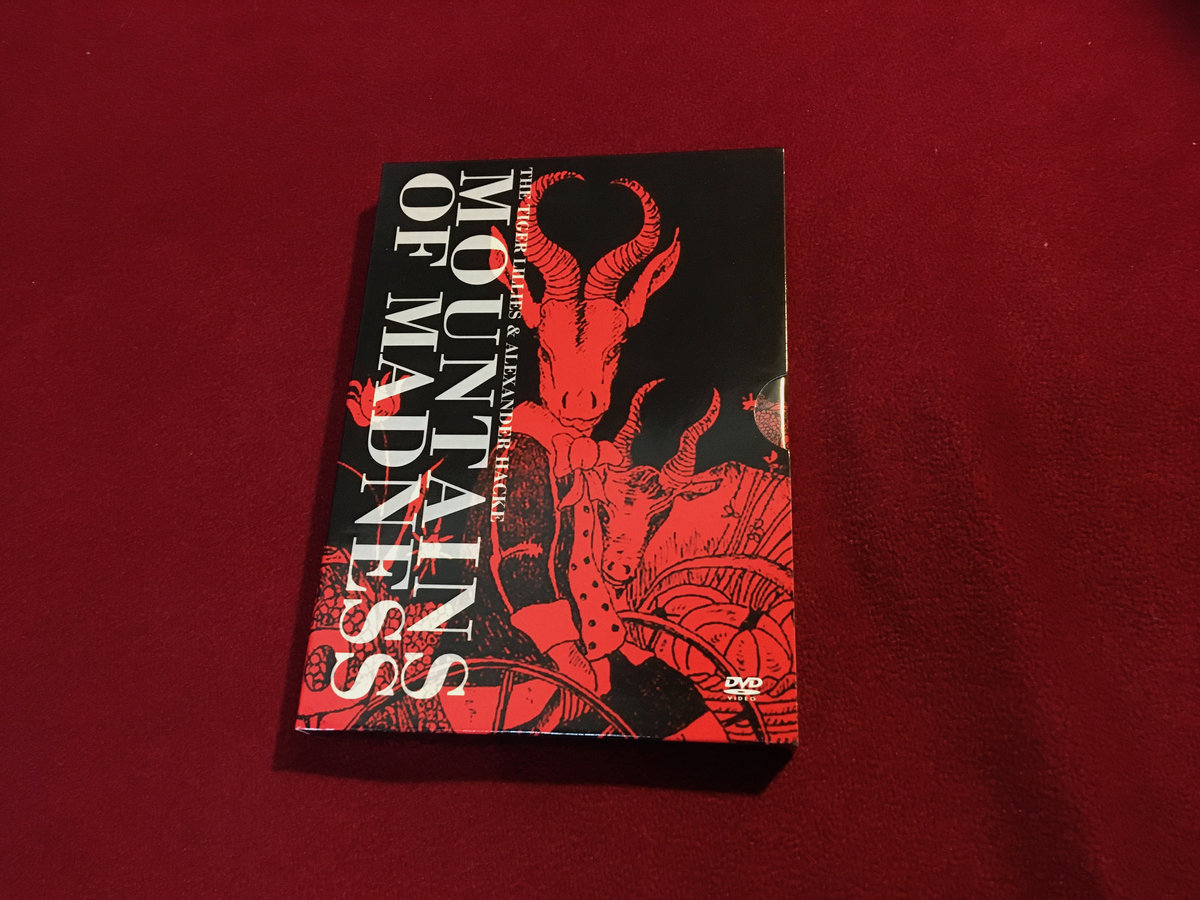 THE TIGER LILLIES & ALEXANDER HACKE
MOUNTAINS
OF MADNESS
DVD
VIDEO